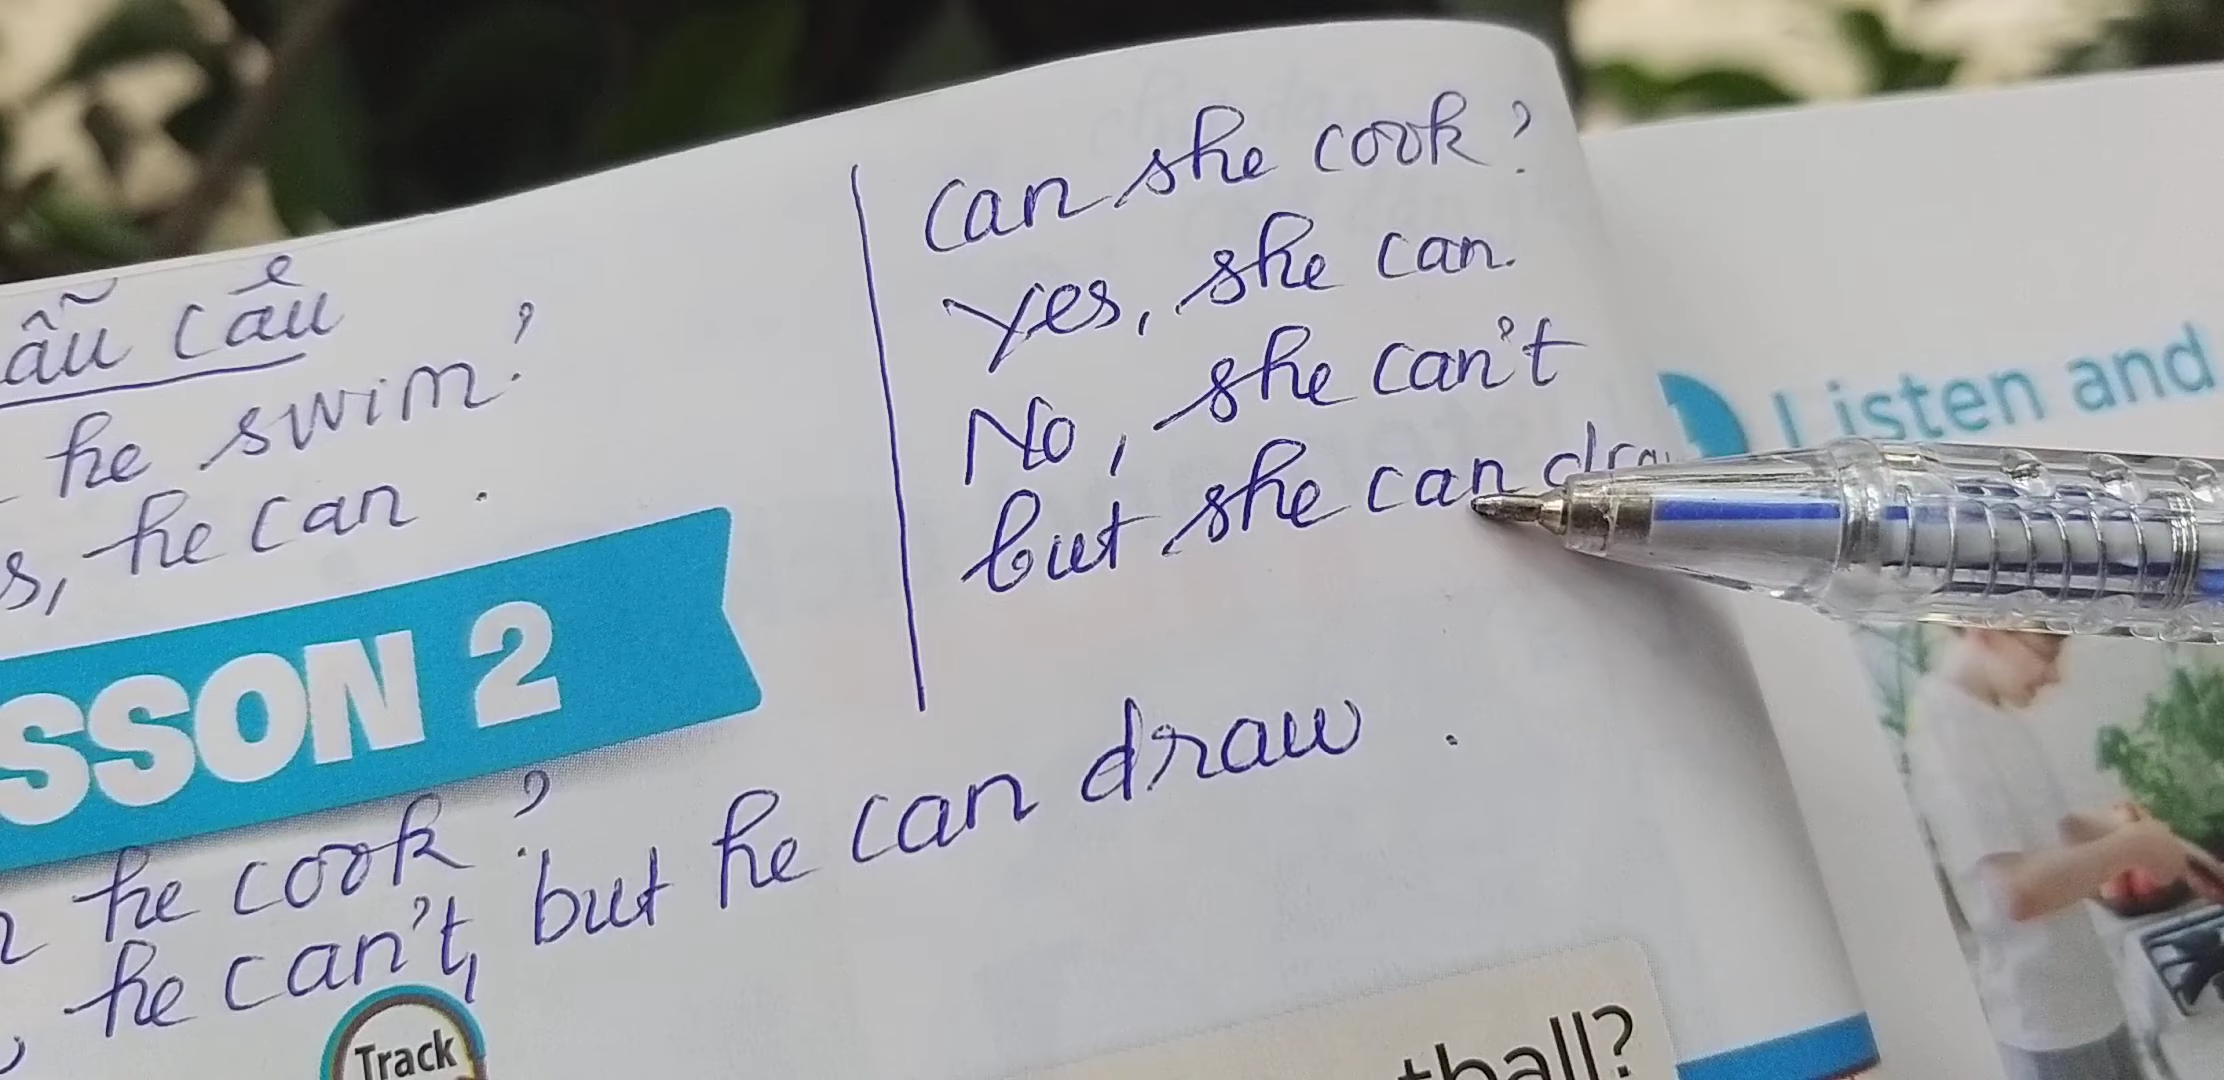 câu
he swim?
he can.
SSON 2
he cook?
he can't, but he can draw.
Track
can she cook?
Yes, she can.
No, she can't
but she can
Listen and
tball?